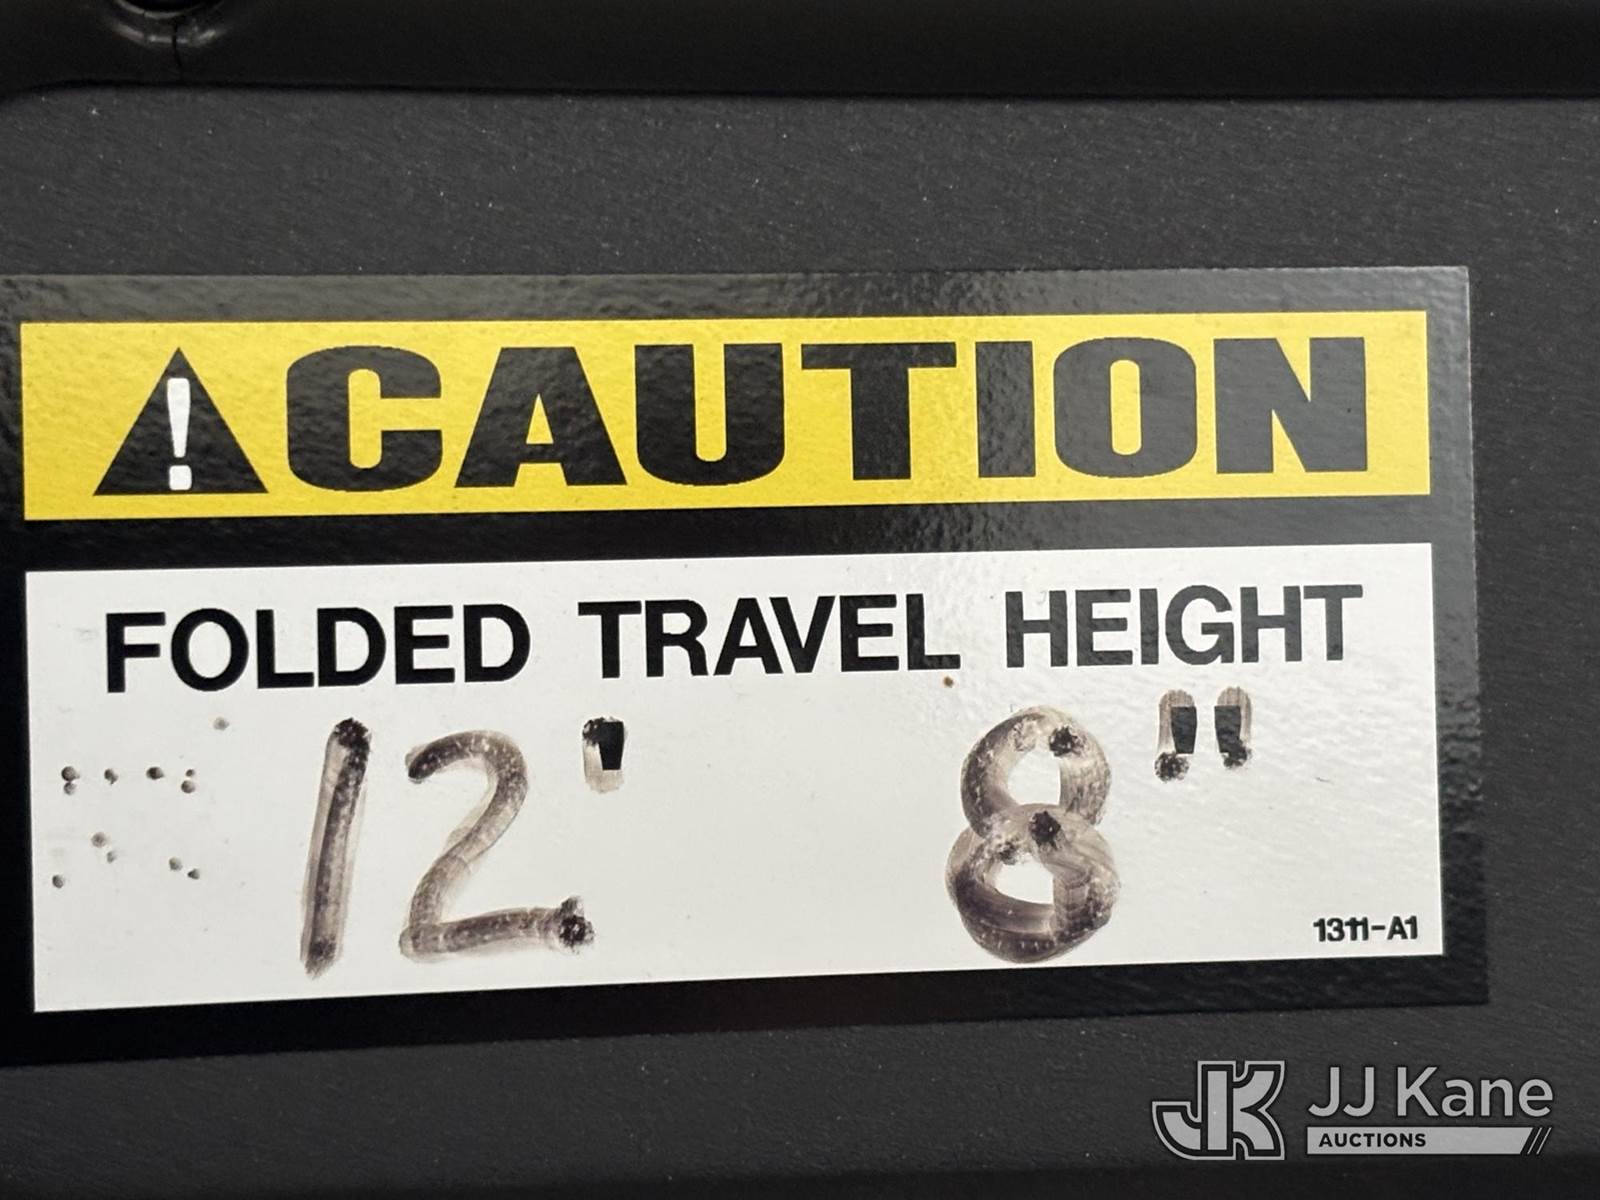 CAUTION
FOLDED TRAVEL HEIGHT
12' 8"
1311-A1
JJ Kane
AUCTIONS